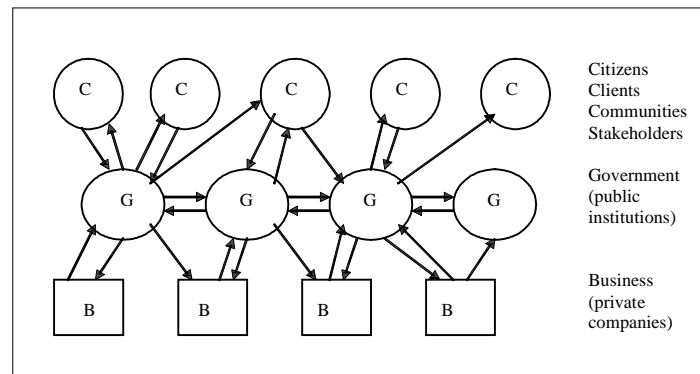 C C C C C
Citizens
Clients
Communities
Stakeholders
G G G G
Government
(public
institutions)
B B B B
Business
(private
companies)